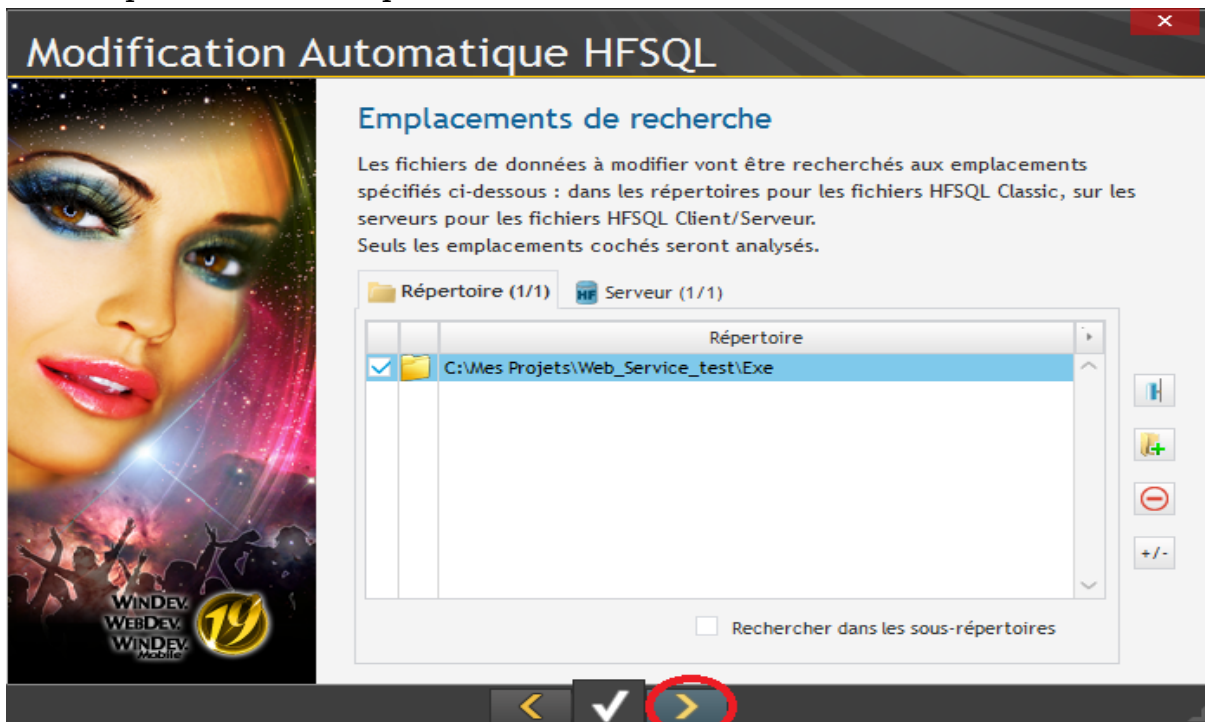 Modification Automatique HFSQL
Emplacements de recherche
Les fichiers de données à modifier vont être recherchés aux emplacements
spécifiés ci-dessous : dans les répertoires pour les fichiers HFSQL Classic, sur les
serveurs pour les fichiers HFSQL Client/Serveur.
Seuls les emplacements cochés seront analysés.
Répertoire (1/1) HF Serveur (1/1)
Répertoire
C:\Mes Projets\Web_Service_test\Exe
+/-
Rechercher dans les sous-répertoires
WINDEV.
WEBDEV.
WINDEV.
Mobile
19